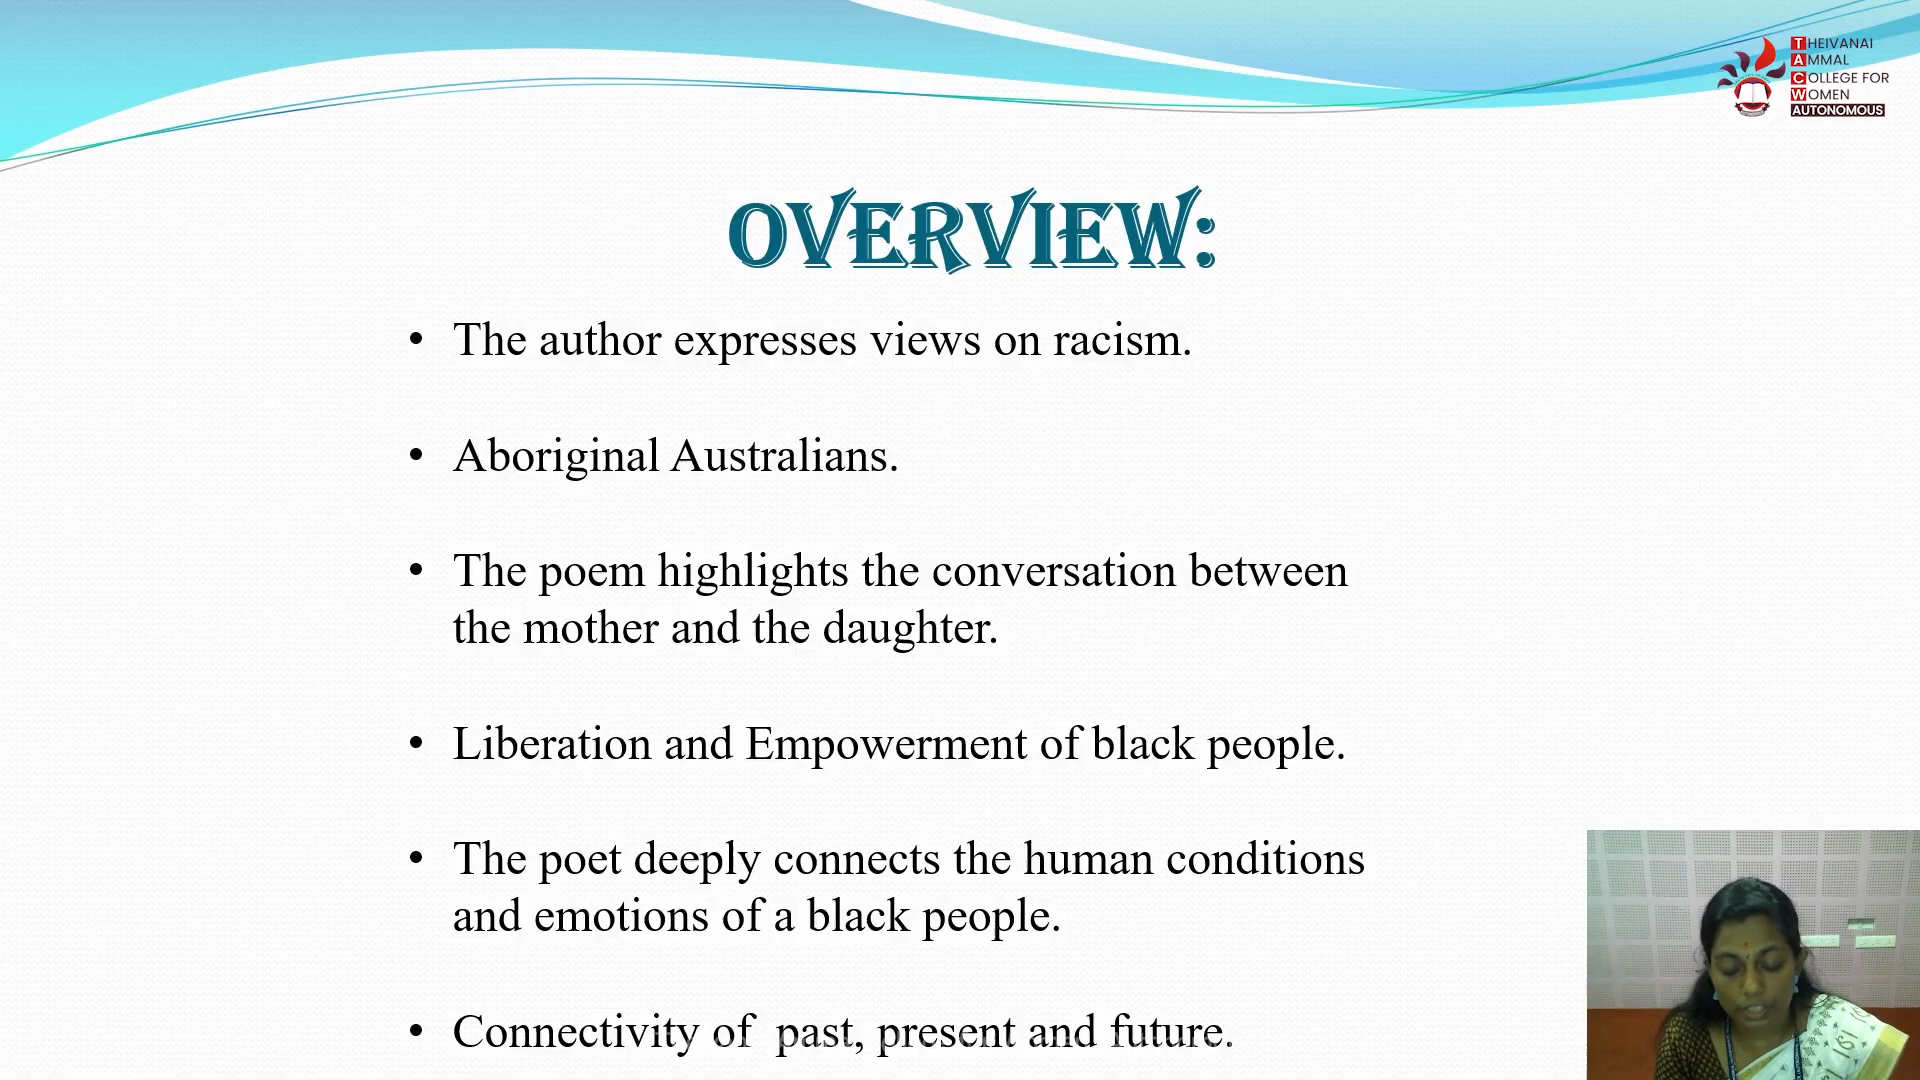 THEIVANAI
AMMAL
COLLEGE FOR
WOMEN
AUTONOMOUS
OVERVIEW:
• The author expresses views on racism.
• Aboriginal Australians.
• The poem highlights the conversation between
the mother and the daughter.
• Liberation and Empowerment of black people.
• The poet deeply connects the human conditions
and emotions of a black people.
• Connectivity of past, present and future.